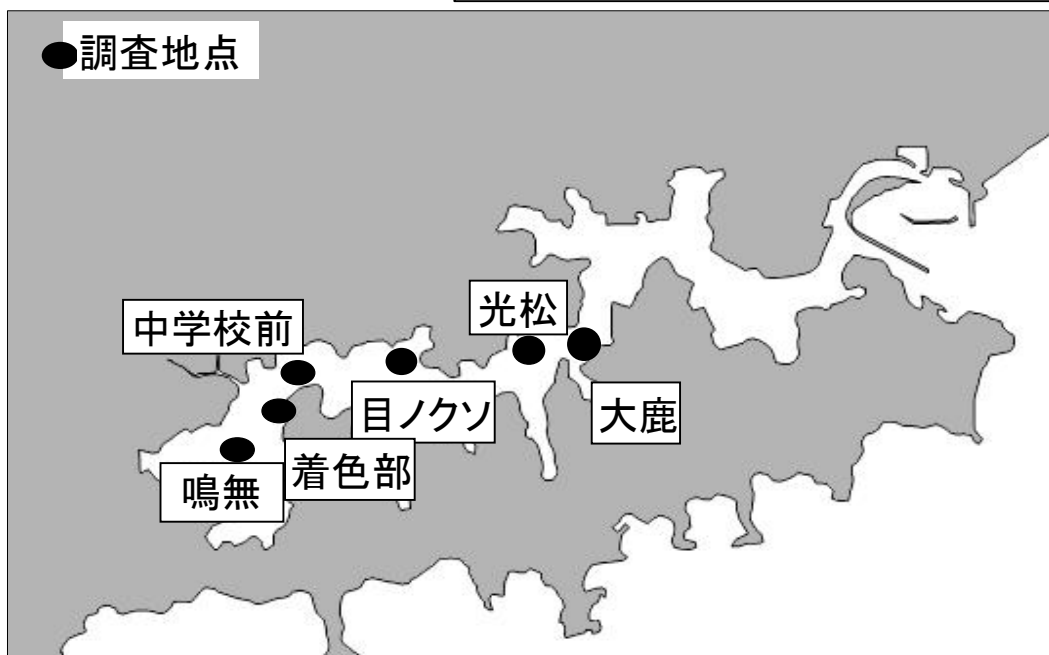 ●調査地点
光松
中学校前
目ノクソ
大鹿
着色部
鳴無